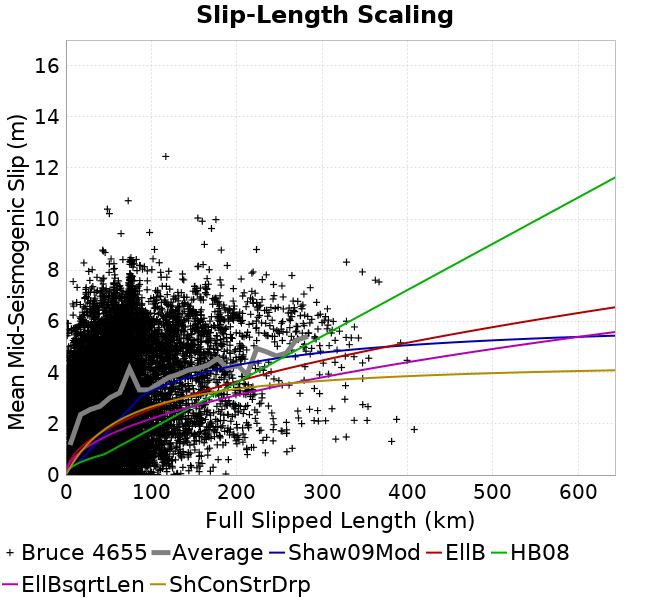 Slip-Length Scaling
Mean Mid-Seismogenic Slip (m)
16
14
12
10
8
6
4
2
0
0 100 200 300 400 500 600
Full Slipped Length (km)
Bruce 4655 Average Shaw09Mod EllB HB08
EllBsqrtLen ShConStrDrp